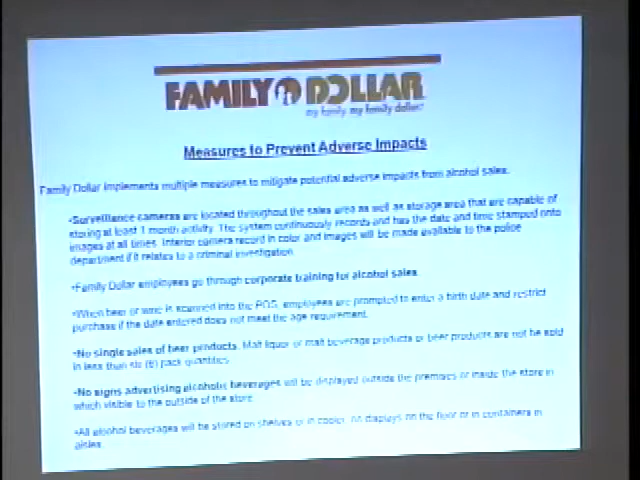 FAMILY DOLLAR
my family. my family dollar.
Measures to Prevent Adverse Impacts
Family Dollar implements multiple measures to mitigate potential adverse impacts from alcohol sales.
•Surveillance cameras are located throughout the sales area as well as storage area that are capable of
storing at least 1 month activity. The system continuously records and has the date and time stamped onto
images at all times. Interior camera record in color and images will be made available to the police
department if it relates to a criminal investigation.
•Family Dollar employees go through corporate training for alcohol sales.
•When beer or wine is scanned into the POS, employees are prompted to enter a birth date and restrict
purchase if the date entered does not meet the age requirement.
•No single sales of beer products. Malt liquor or malt beverage products or beer products are not be sold
in less than six (6) pack quantities.
•No signs advertising alcoholic beverages will be displayed outside the premises or inside the store in
which visible to the outside of the store.
•All alcohol beverages will be stored on shelves or in cooler, no displays on the floor or in containers in
aisles.